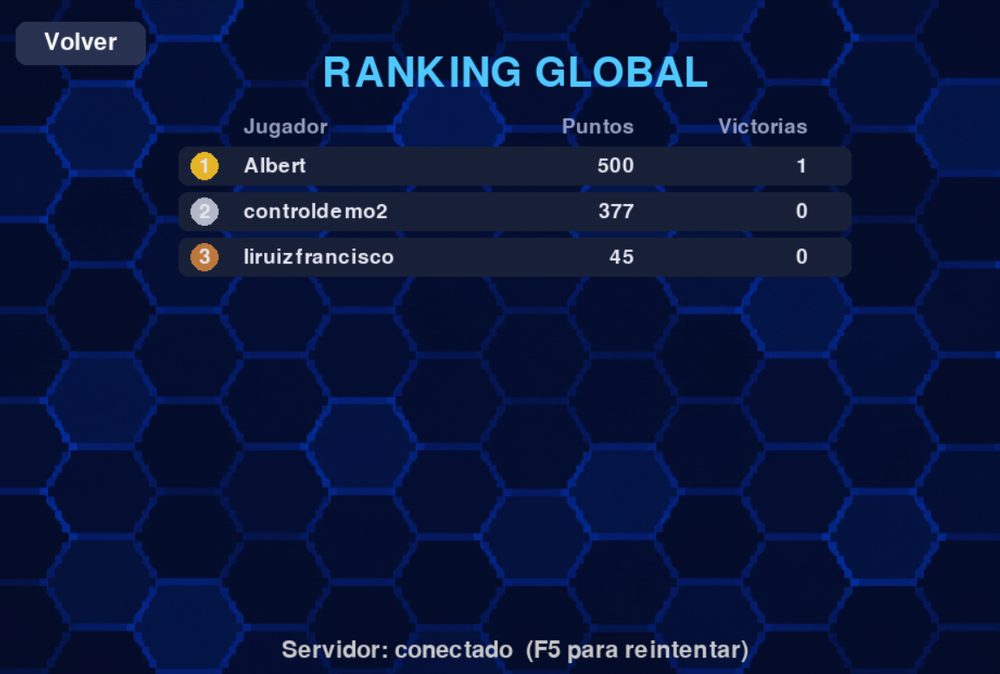 Volver
RANKING GLOBAL
Jugador Puntos Victorias
1 Albert 500 1
2 controldemo2 377 0
3 liruizfrancisco 45 0
Servidor: conectado (F5 para reintentar)